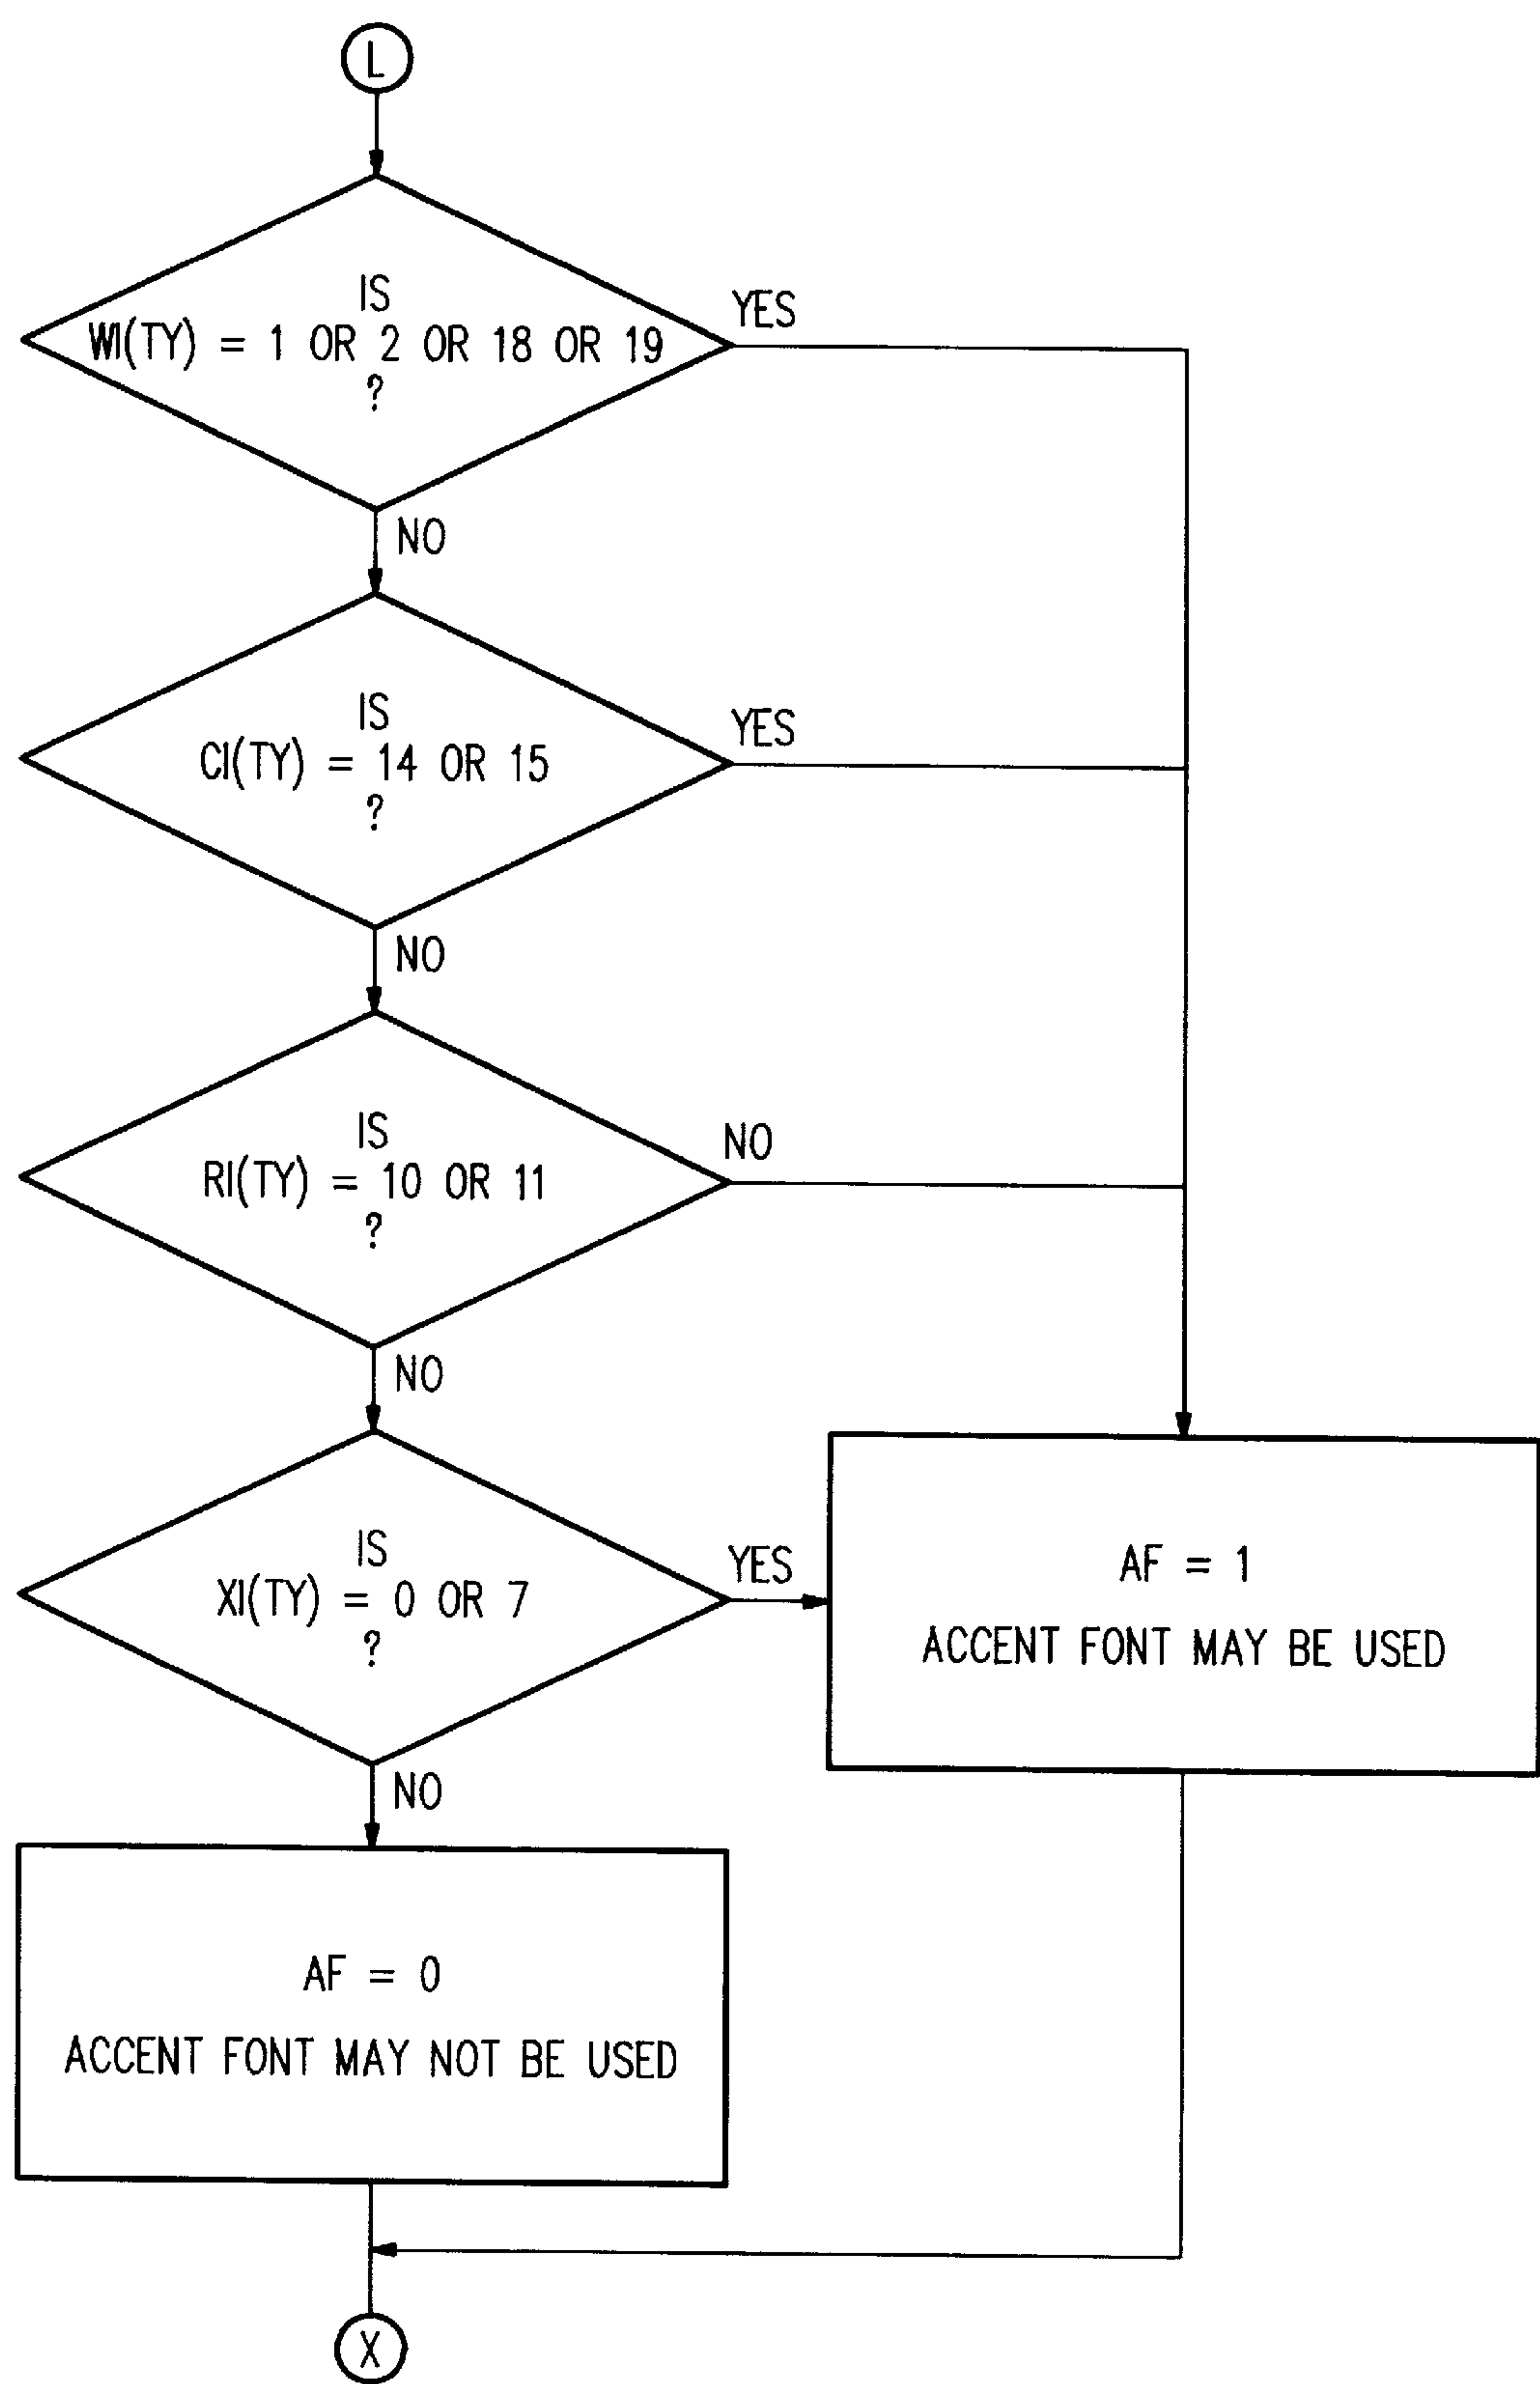 L
IS
WI(TY) = 1 OR 2 OR 18 OR 19
?
YES
NO
IS
CI(TY) = 14 OR 15
?
YES
NO
IS
RI(TY) = 10 OR 11
?
NO
NO
IS
XI(TY) = 0 OR 7
?
YES
NO
AF = 1
ACCENT FONT MAY BE USED
AF = 0
ACCENT FONT MAY NOT BE USED
X